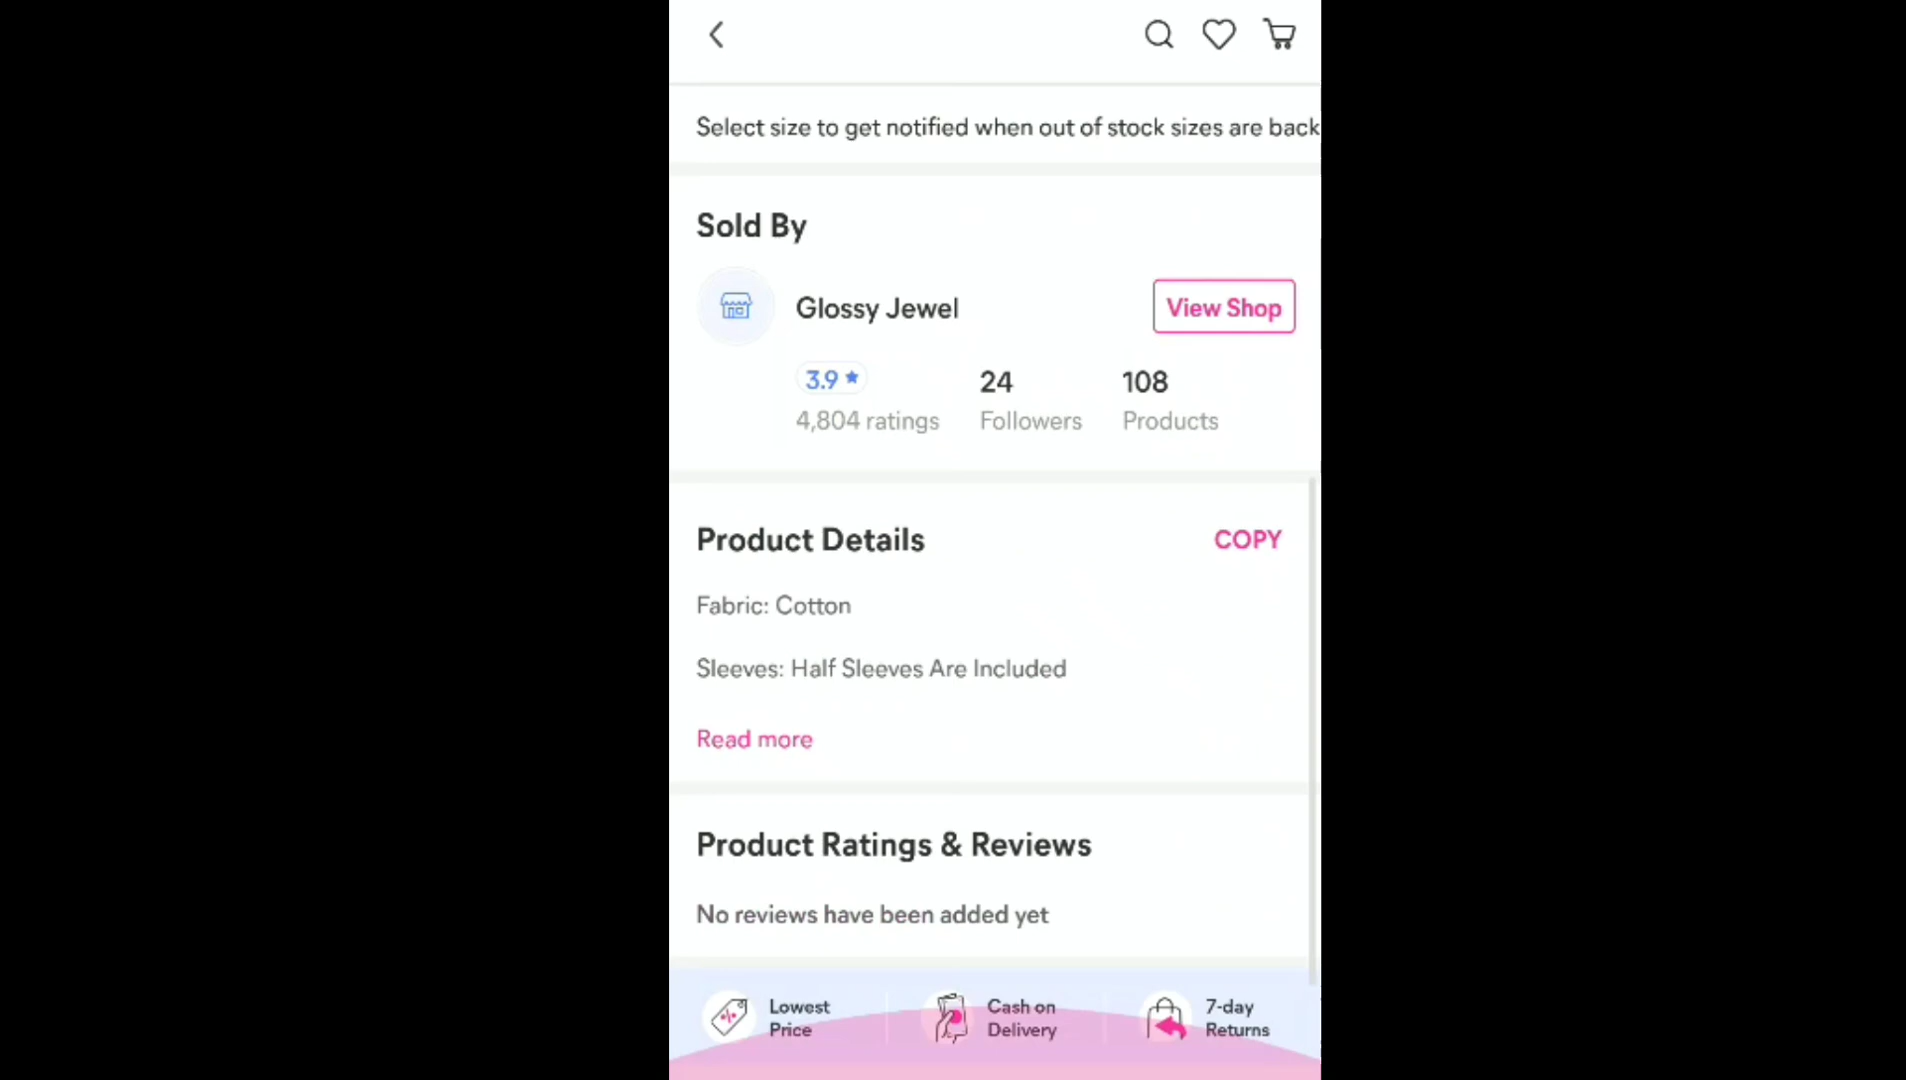 Select size to get notified when out of stock sizes are back
Sold By
Glossy Jewel
View Shop
3.9 ★
24
108
4,804 ratings
Followers
Products
Product Details
COPY
Fabric: Cotton
Sleeves: Half Sleeves Are Included
Read more
Product Ratings & Reviews
No reviews have been added yet
Lowest
Price
Cash on
Delivery
7-day
Returns